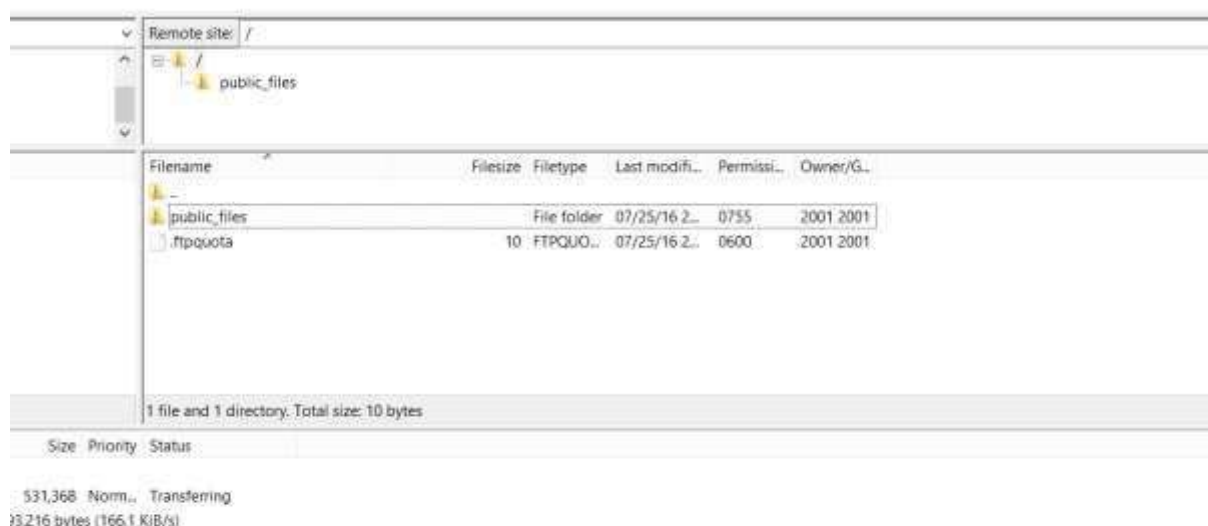 Remote site: /
/
public_files
Filename Filesize Filetype Last modifi... Permissi... Owner/G...
..
public_files File folder 07/25/16 2... 0755 2001 2001
.ftpquota 10 FTPQUO... 07/25/16 2... 0600 2001 2001
1 file and 1 directory. Total size: 10 bytes
Size Priority Status
531,368 Norm... Transferring
93,216 bytes (166.1 KiB/s)